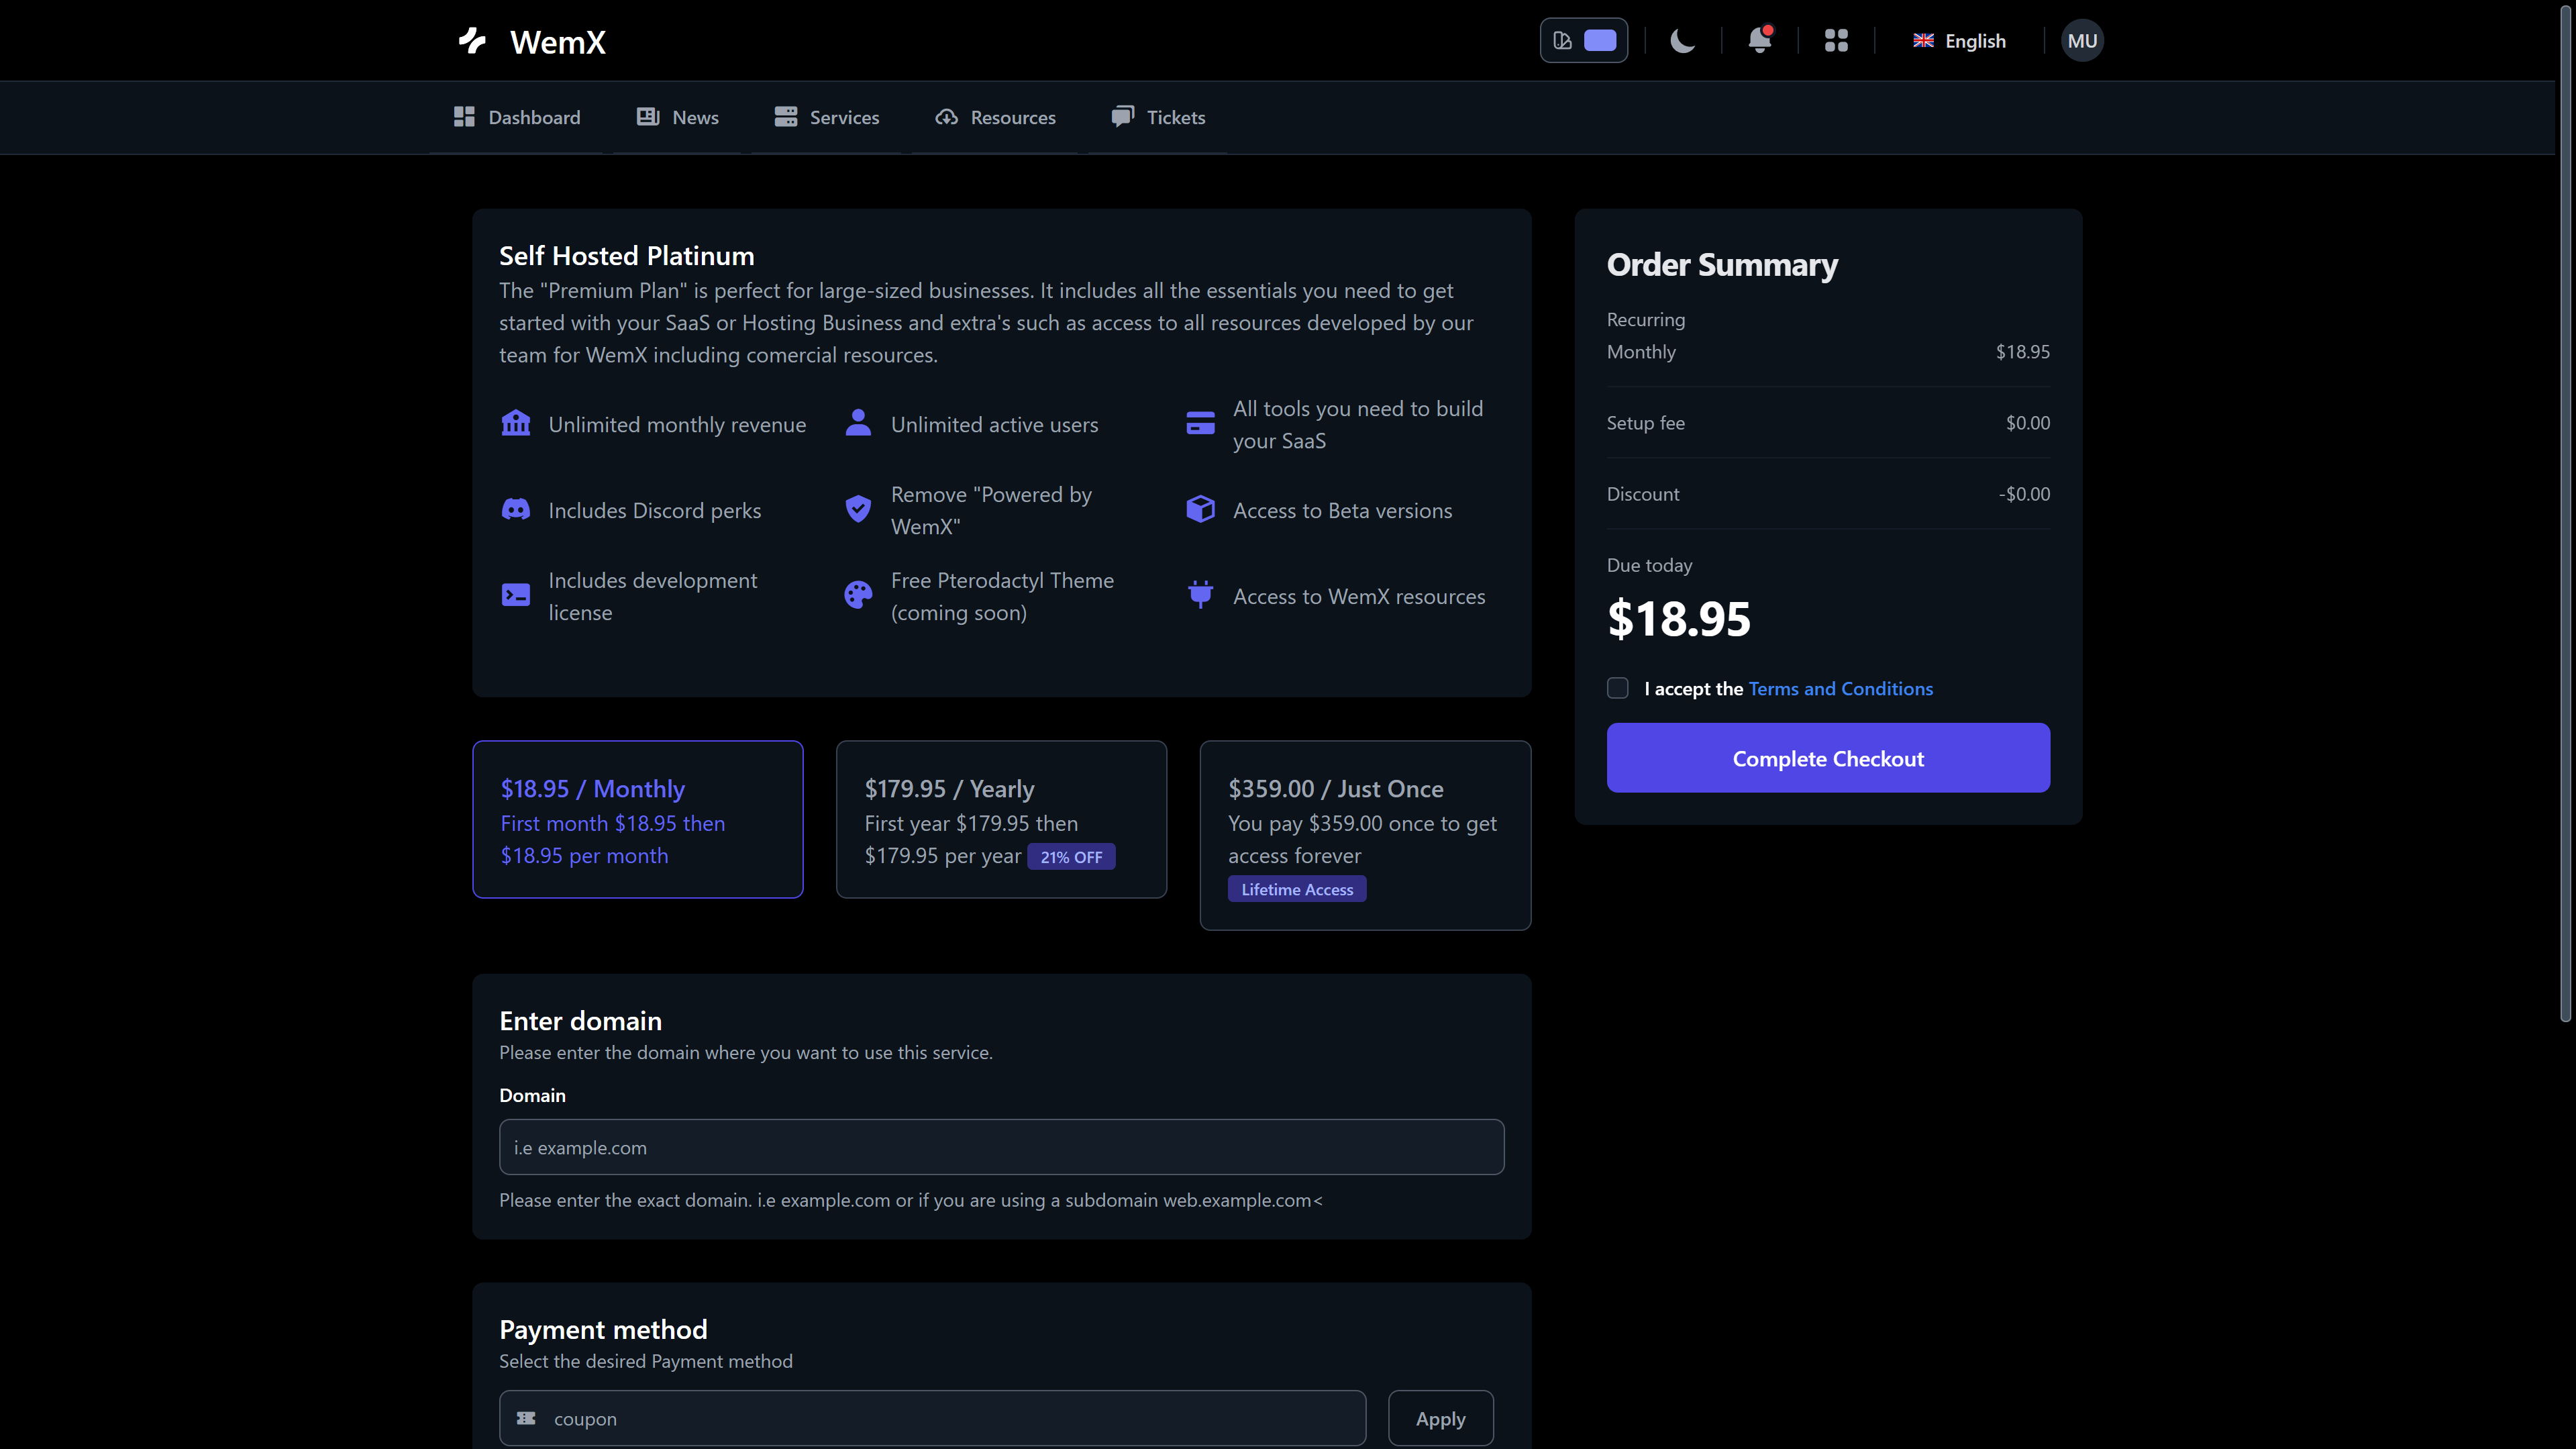 WemX
English
MU
Dashboard
News
Services
Resources
Tickets
Self Hosted Platinum
The "Premium Plan" is perfect for large-sized businesses. It includes all the essentials you need to get
started with your SaaS or Hosting Business and extra's such as access to all resources developed by our
team for WemX including comercial resources.
Unlimited monthly revenue
Unlimited active users
All tools you need to build
your SaaS
Includes Discord perks
Remove "Powered by
WemX"
Access to Beta versions
Includes development
license
Free Pterodactyl Theme
(coming soon)
Access to WemX resources
$18.95 / Monthly
First month $18.95 then
$18.95 per month
$179.95 / Yearly
First year $179.95 then
$179.95 per year 21% OFF
$359.00 / Just Once
You pay $359.00 once to get
access forever
Lifetime Access
Enter domain
Please enter the domain where you want to use this service.
Domain
i.e example.com
Please enter the exact domain. i.e example.com or if you are using a subdomain web.example.com<
Payment method
Select the desired Payment method
coupon
Apply
Order Summary
Recurring
Monthly $18.95
Setup fee $0.00
Discount -$0.00
Due today
$18.95
I accept the Terms and Conditions
Complete Checkout